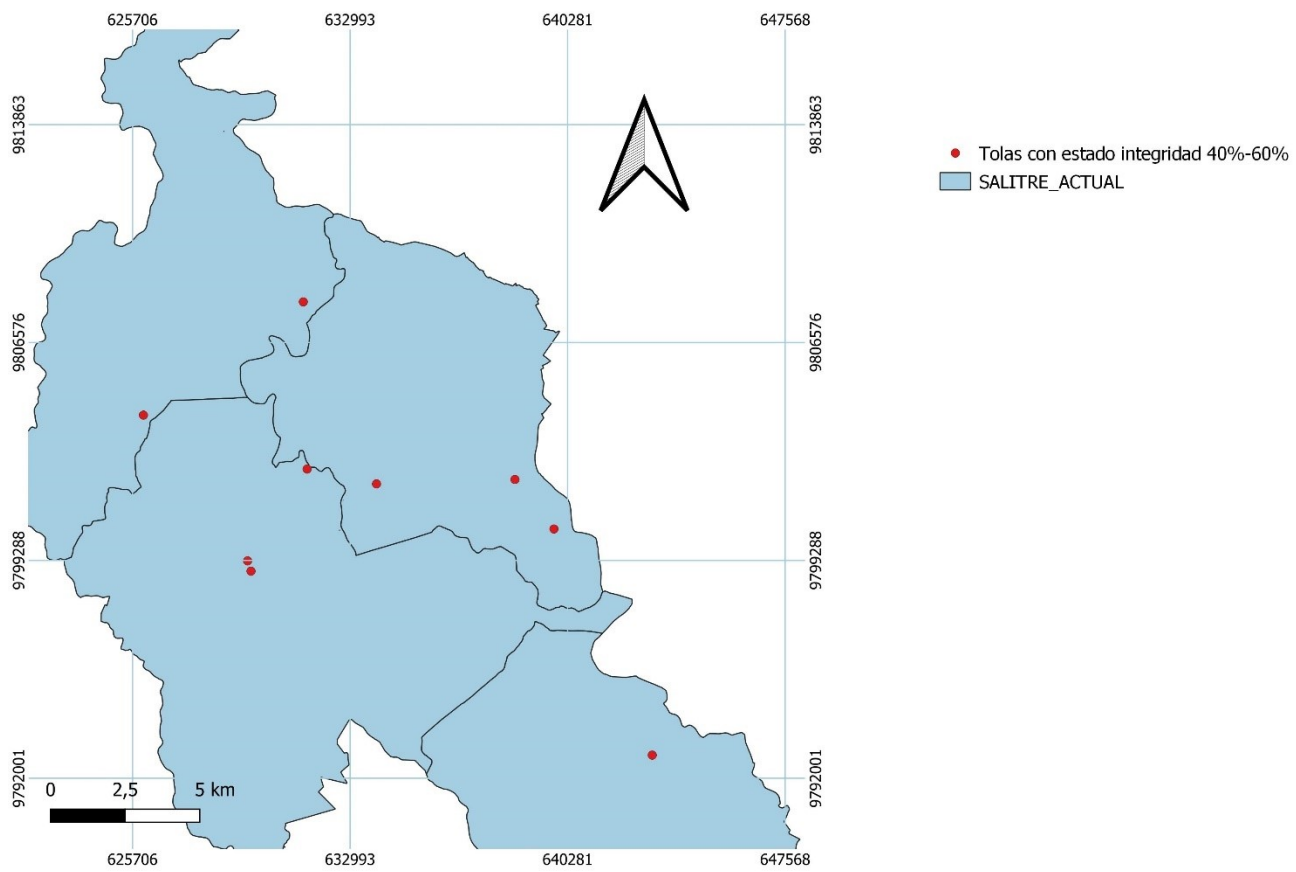 625706 632993 640281 647568
9813863 9813863
Tolas con estado integridad 40%-60%
SALITRE_ACTUAL
9806576 9806576
9799288 9799288
9792001 9792001
0 2,5 5 km
625706 632993 640281 647568